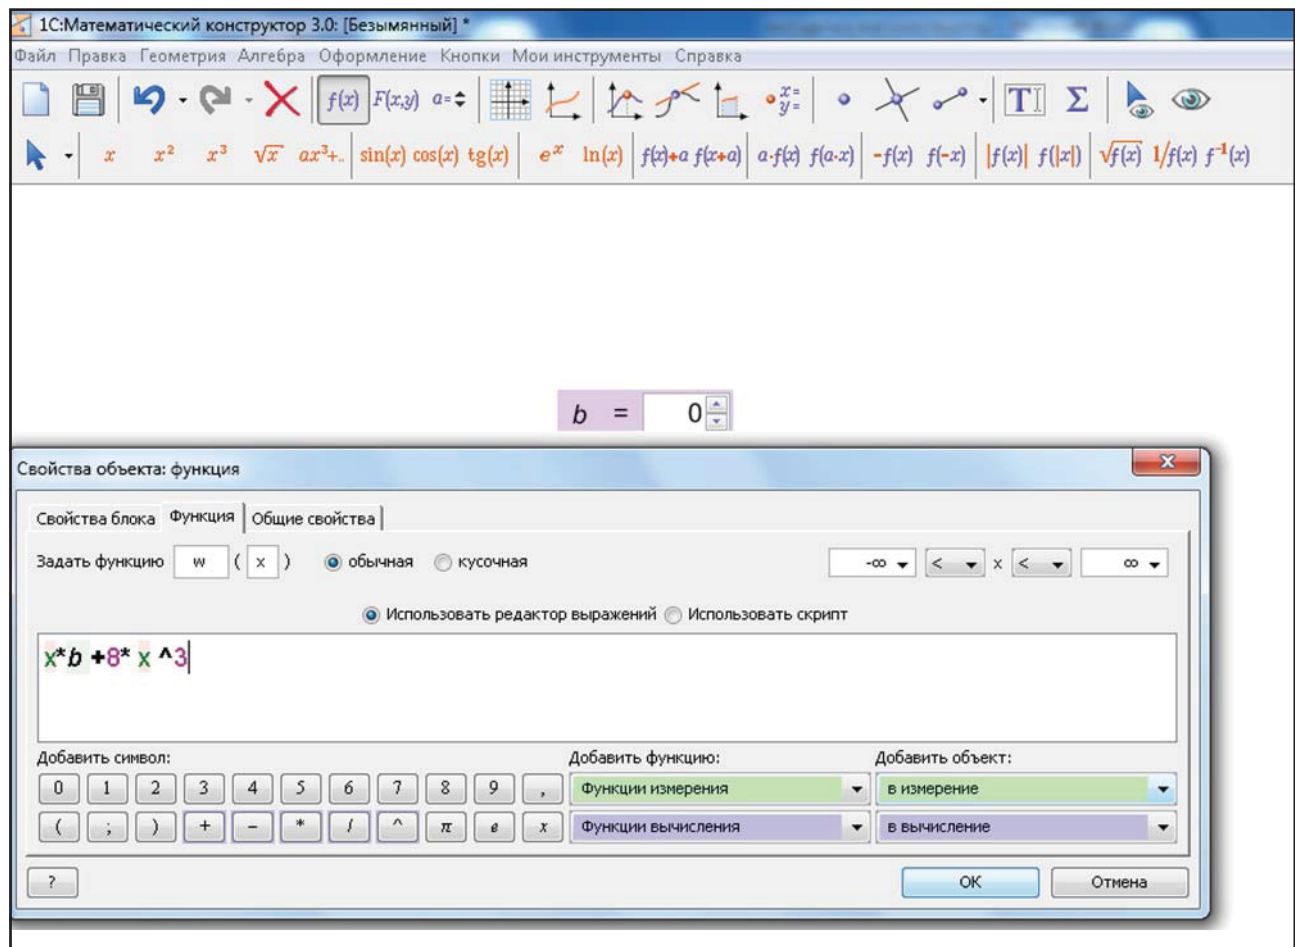 1С:Математический конструктор 3.0: [Безымянный] *
Файл Правка Геометрия Алгебра Оформление Кнопки Мои инструменты Справка
f(x) F(x,y) a= x= y= T Σ
x x² x³ √x ax³+.. sin(x) cos(x) tg(x) eˣ ln(x) f(x)+a f(x+a) a·f(x) f(a·x) -f(x) f(-x) |f(x)| f(|x|) √f(x) 1/f(x) f⁻¹(x)
b = 0
Свойства объекта: функция
Свойства блока Функция Общие свойства
Задать функцию w ( x ) обычная кусочная -∞ < x < ∞
Использовать редактор выражений Использовать скрипт
x*b +8* x ^3
Добавить символ: Добавить функцию: Добавить объект:
0 1 2 3 4 5 6 7 8 9 , Функции измерения в измерение
( ; ) + - * / ^ π e x Функции вычисления в вычисление
? ОК Отмена